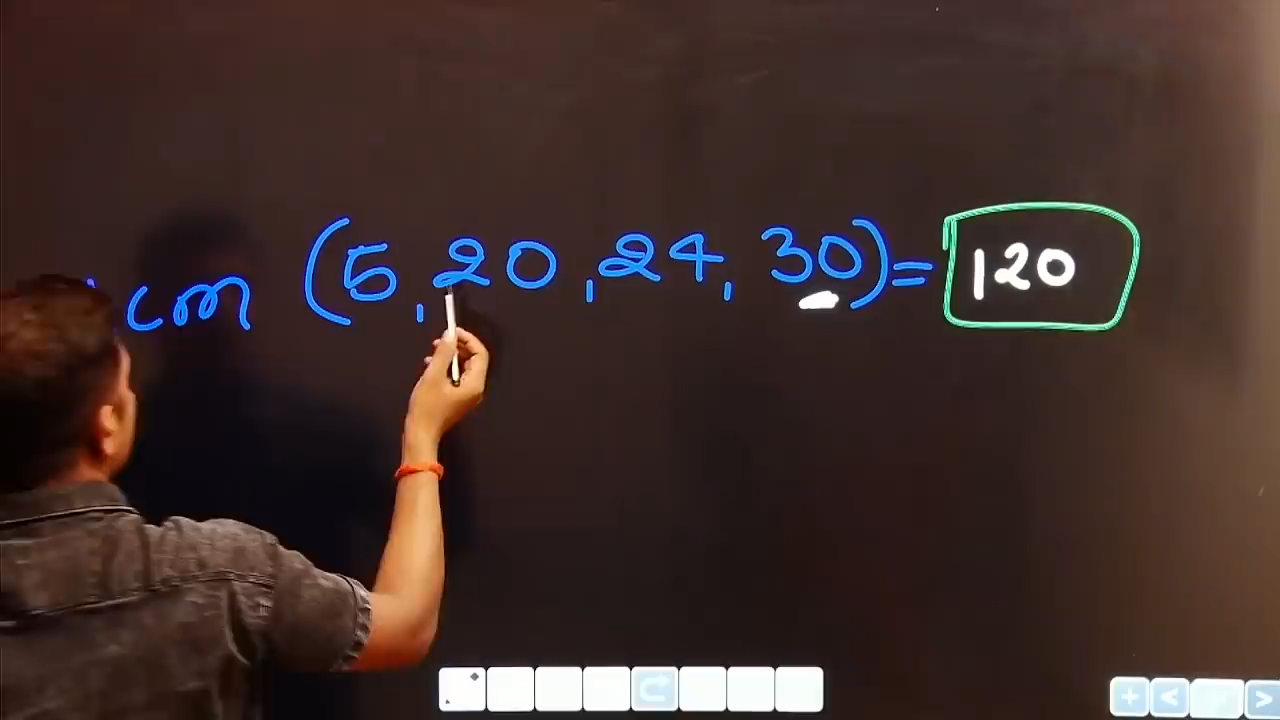 lcm (5, 20, 24, 30) = 120